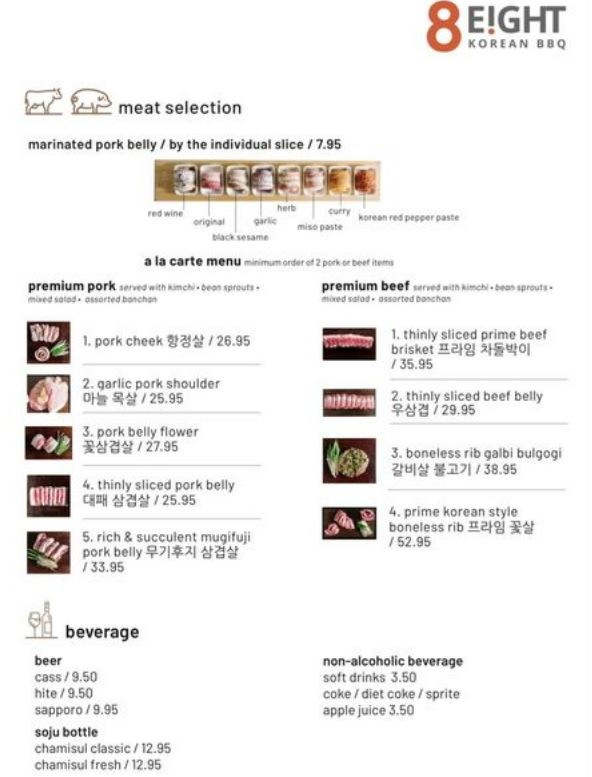 8 E!GHT
KOREAN BBQ
meat selection
marinated pork belly / by the individual slice / 7.95
red wine
original
black sesame
garlic
herb
miso paste
curry
korean red pepper paste
a la carte menu minimum order of 2 pork or beef items
premium pork served with kimchi • bean sprouts •
mixed salad • assorted banchan
1. pork cheek 항정살 / 26.95
2. garlic pork shoulder
마늘 목살 / 25.95
3. pork belly flower
꽃삼겹살 / 27.95
4. thinly sliced pork belly
대패 삼겹살 / 25.95
5. rich & succulent mugifuji
pork belly 무기후지 삼겹살
/ 33.95
premium beef served with kimchi • bean sprouts •
mixed salad • assorted banchan
1. thinly sliced prime beef
brisket 프라임 차돌박이
/ 35.95
2. thinly sliced beef belly
우삼겹 / 29.95
3. boneless rib galbi bulgogi
갈비살 불고기 / 38.95
4. prime korean style
boneless rib 프라임 꽃살
/ 52.95
beverage
beer
cass / 9.50
hite / 9.50
sapporo / 9.95
soju bottle
chamisul classic / 12.95
chamisul fresh / 12.95
non-alcoholic beverage
soft drinks 3.50
coke / diet coke / sprite
apple juice 3.50